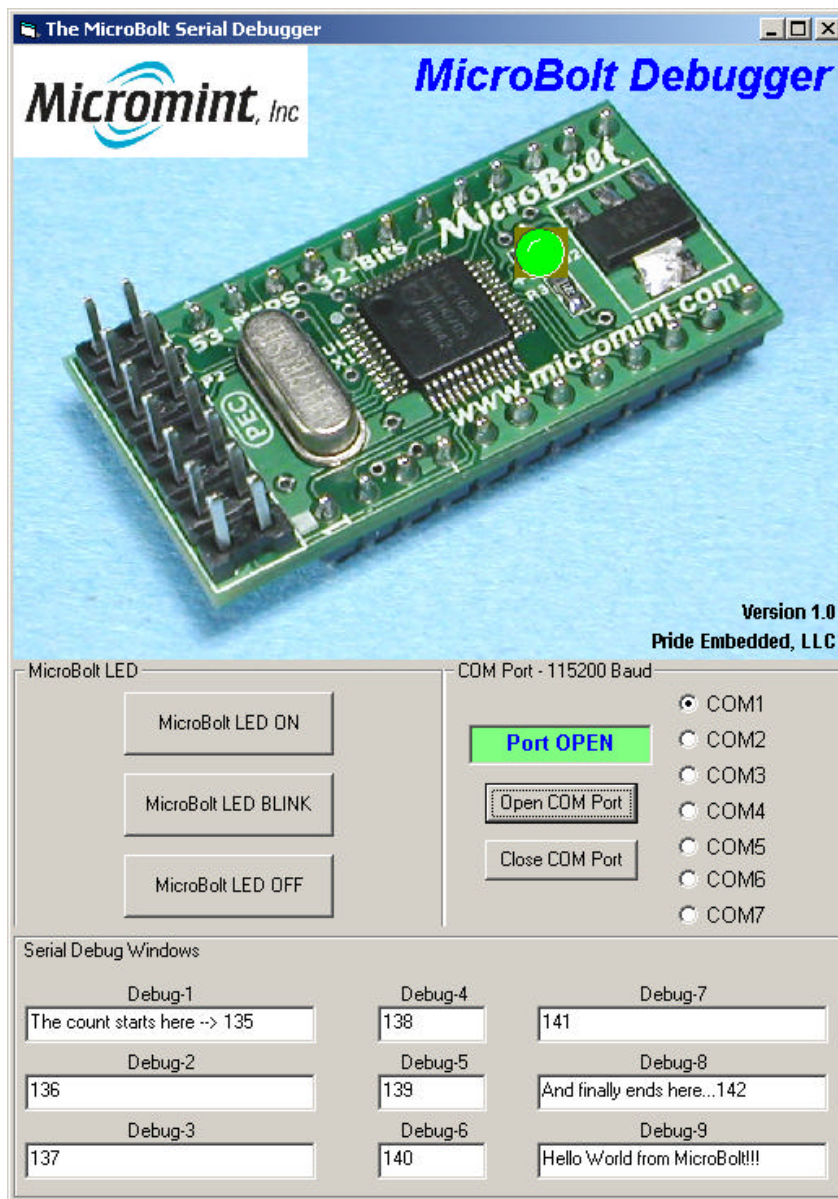 The MicroBolt Serial Debugger
Micromint, Inc
MicroBolt Debugger
MicroBolt.
53-MIPS 32-Bits
R3
www.micromint.com
PEC
Version 1.0
Pride Embedded, LLC
MicroBolt LED
MicroBolt LED ON
MicroBolt LED BLINK
MicroBolt LED OFF
COM Port - 115200 Baud
Port OPEN
Open COM Port
Close COM Port
COM1
COM2
COM3
COM4
COM5
COM6
COM7
Serial Debug Windows
Debug-1
The count starts here --> 135
Debug-2
136
Debug-3
137
Debug-4
138
Debug-5
139
Debug-6
140
Debug-7
141
Debug-8
And finally ends here...142
Debug-9
Hello World from MicroBolt!!!